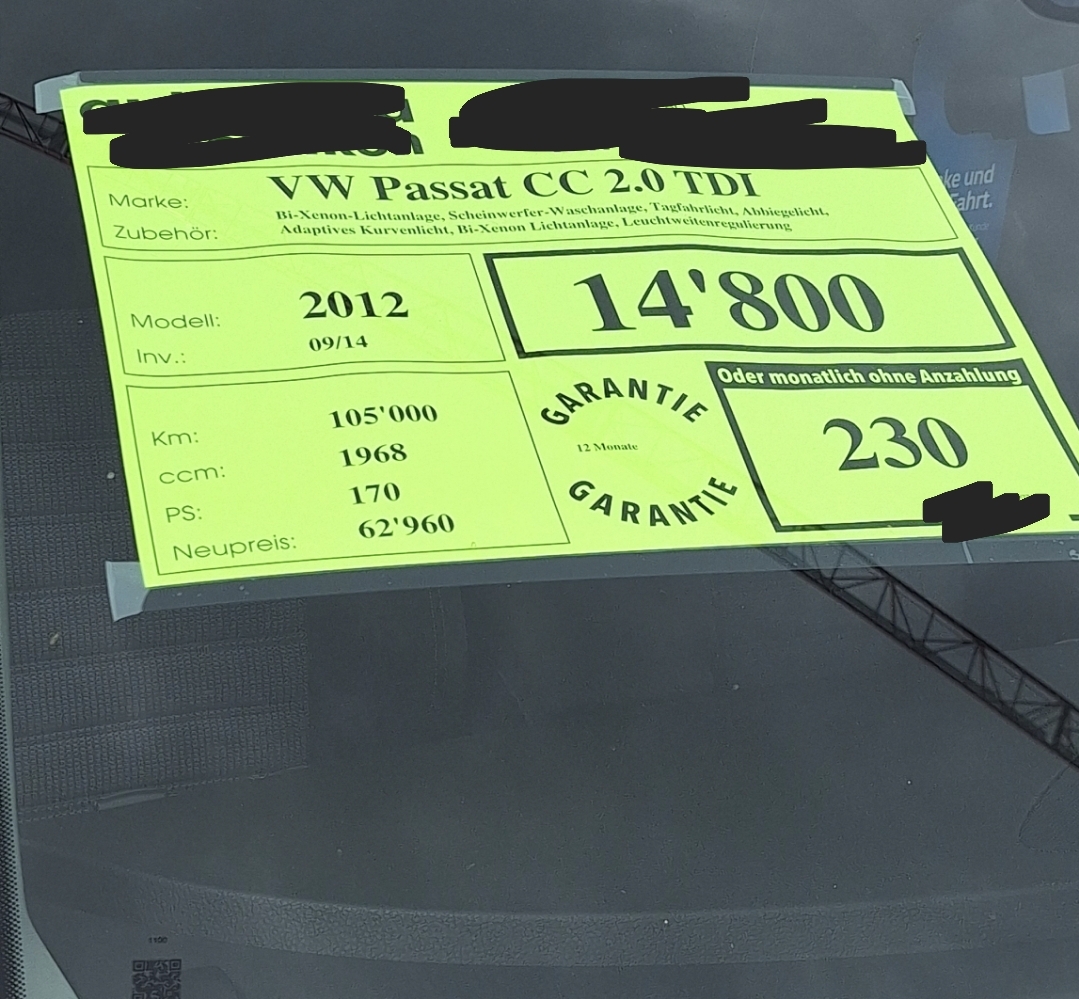 Marke: VW Passat CC 2.0 TDI
Zubehör: Bi-Xenon-Lichtanlage, Scheinwerfer-Waschanlage, Tagfahrlicht, Abbiegelicht,
Adaptives Kurvenlicht, Bi-Xenon Lichtanlage, Leuchtweitenregulierung
Modell: 2012
Inv.: 09/14
14'800
Km: 105'000
ccm: 1968
PS: 170
Neupreis: 62'960
GARANTIE
12 Monate
GARANTIE
Oder monatlich ohne Anzahlung
230
und
Fahrt.